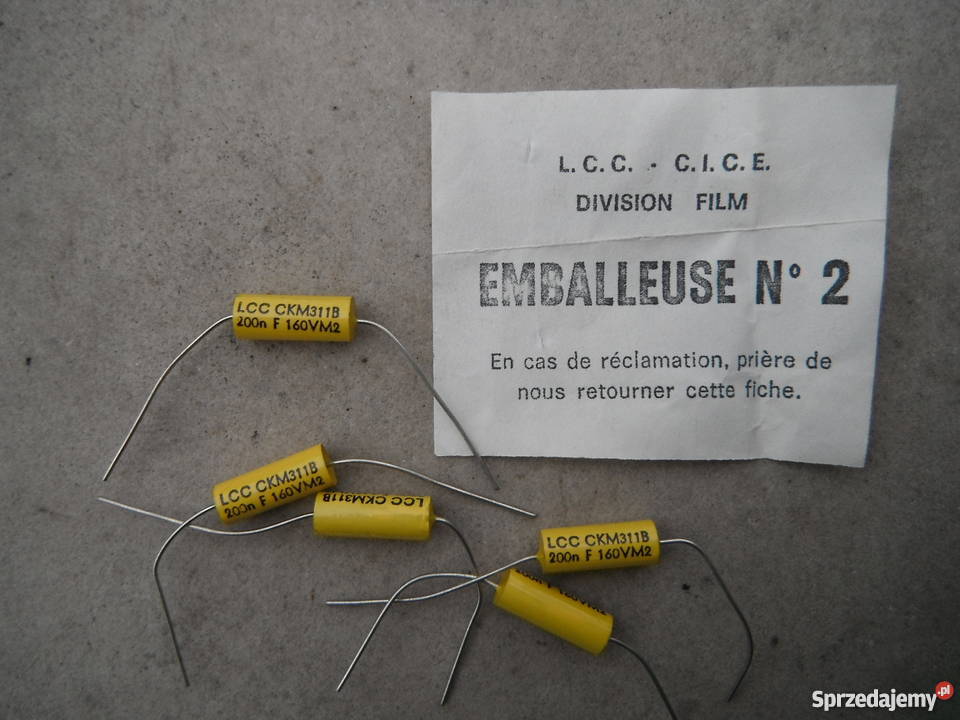 L. C. C. - C. I. C. E.
DIVISION FILM
EMBALLEUSE N° 2
En cas de réclamation, prière de
nous retourner cette fiche.
LCC CKM311B
200n F 160VM2
LCC CKM311B
200n F 160VM2
LCC CKM311B
LCC CKM311B
200n F 160VM2
Sprzedajemy.pl